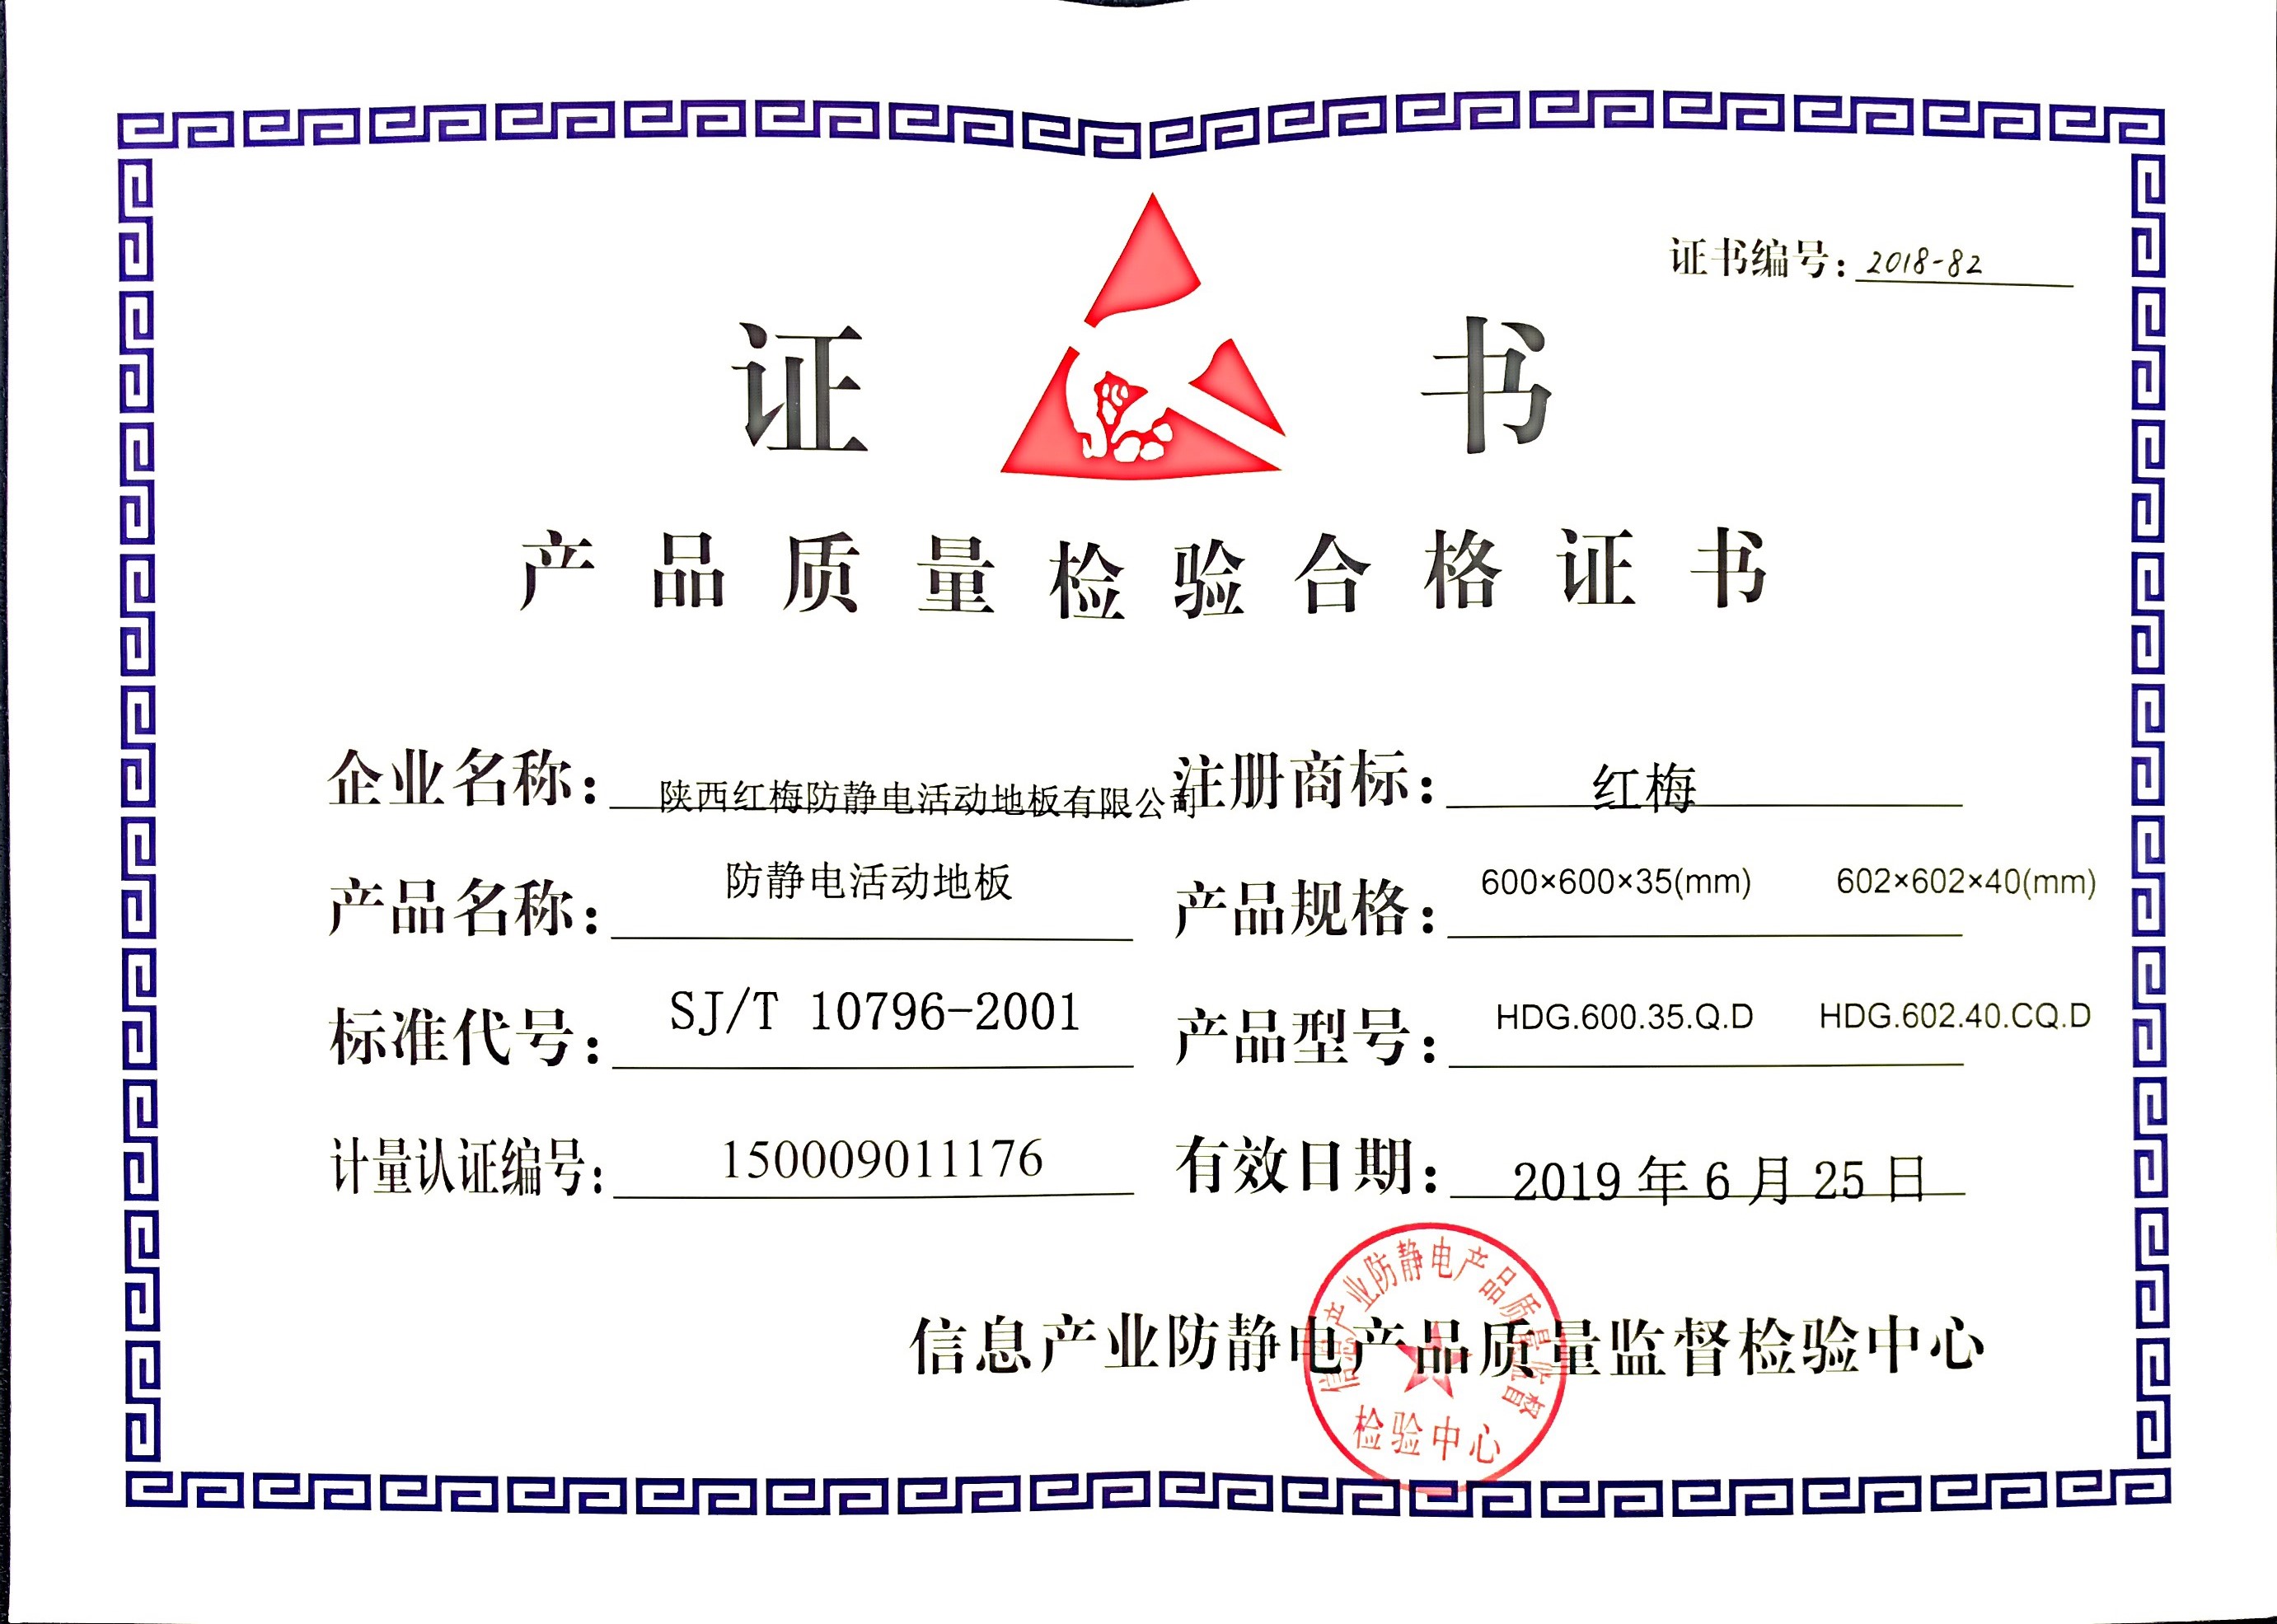 证书编号：2018-82
证 书
产品质量检验合格证书
企业名称：陕西红梅防静电活动地板有限公司 注册商标：红梅
产品名称：防静电活动地板 产品规格：600×600×35(mm) 602×602×40(mm)
标准代号：SJ/T 10796-2001 产品型号：HDG.600.35.Q.D HDG.602.40.CQ.D
计量认证编号：150009011176 有效日期：2019 年 6 月 25 日
信息产业防静电产品质量监督检验中心
信息产业防静电产品质量监督
检验中心